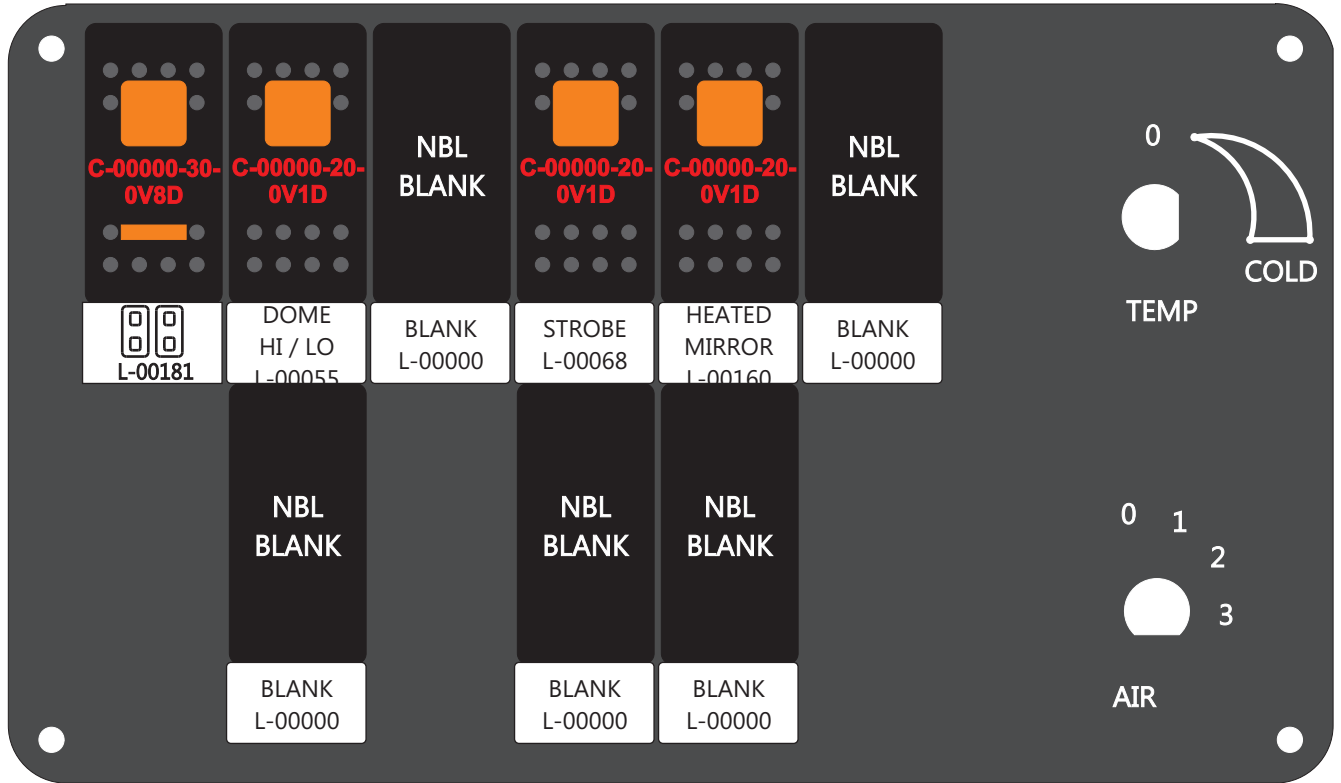 C-00000-30-
0V8D
C-00000-20-
0V1D
NBL
BLANK
C-00000-20-
0V1D
C-00000-20-
0V1D
NBL
BLANK
0
COLD
TEMP
L-00181
DOME
HI / LO
L-00055
BLANK
L-00000
STROBE
L-00068
HEATED
MIRROR
L-00160
BLANK
L-00000
NBL
BLANK
NBL
BLANK
NBL
BLANK
0
1
2
3
AIR
BLANK
L-00000
BLANK
L-00000
BLANK
L-00000